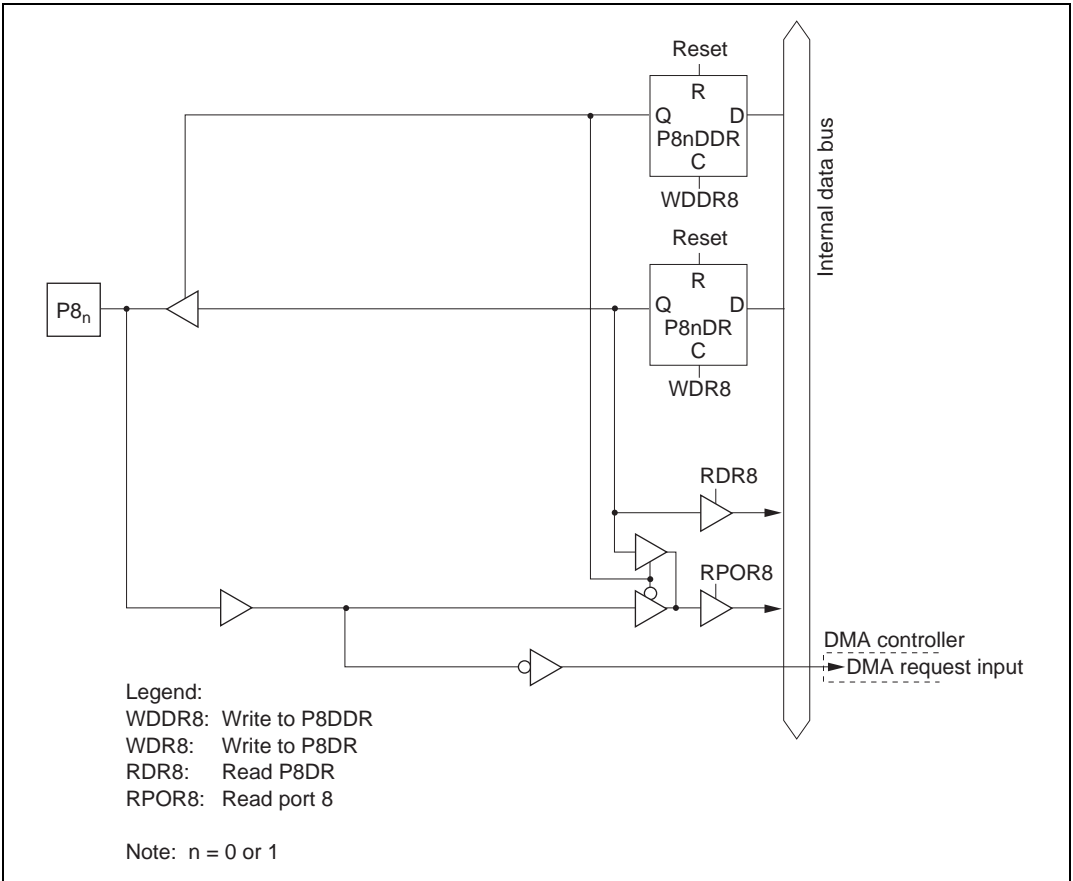 Reset
R
Q D
P8nDDR
C
WDDR8
Internal data bus
Reset
R
Q D
P8nDR
C
WDR8
P8n
RDR8
RPOR8
DMA controller
DMA request input
Legend:
WDDR8: Write to P8DDR
WDR8: Write to P8DR
RDR8: Read P8DR
RPOR8: Read port 8
Note: n = 0 or 1